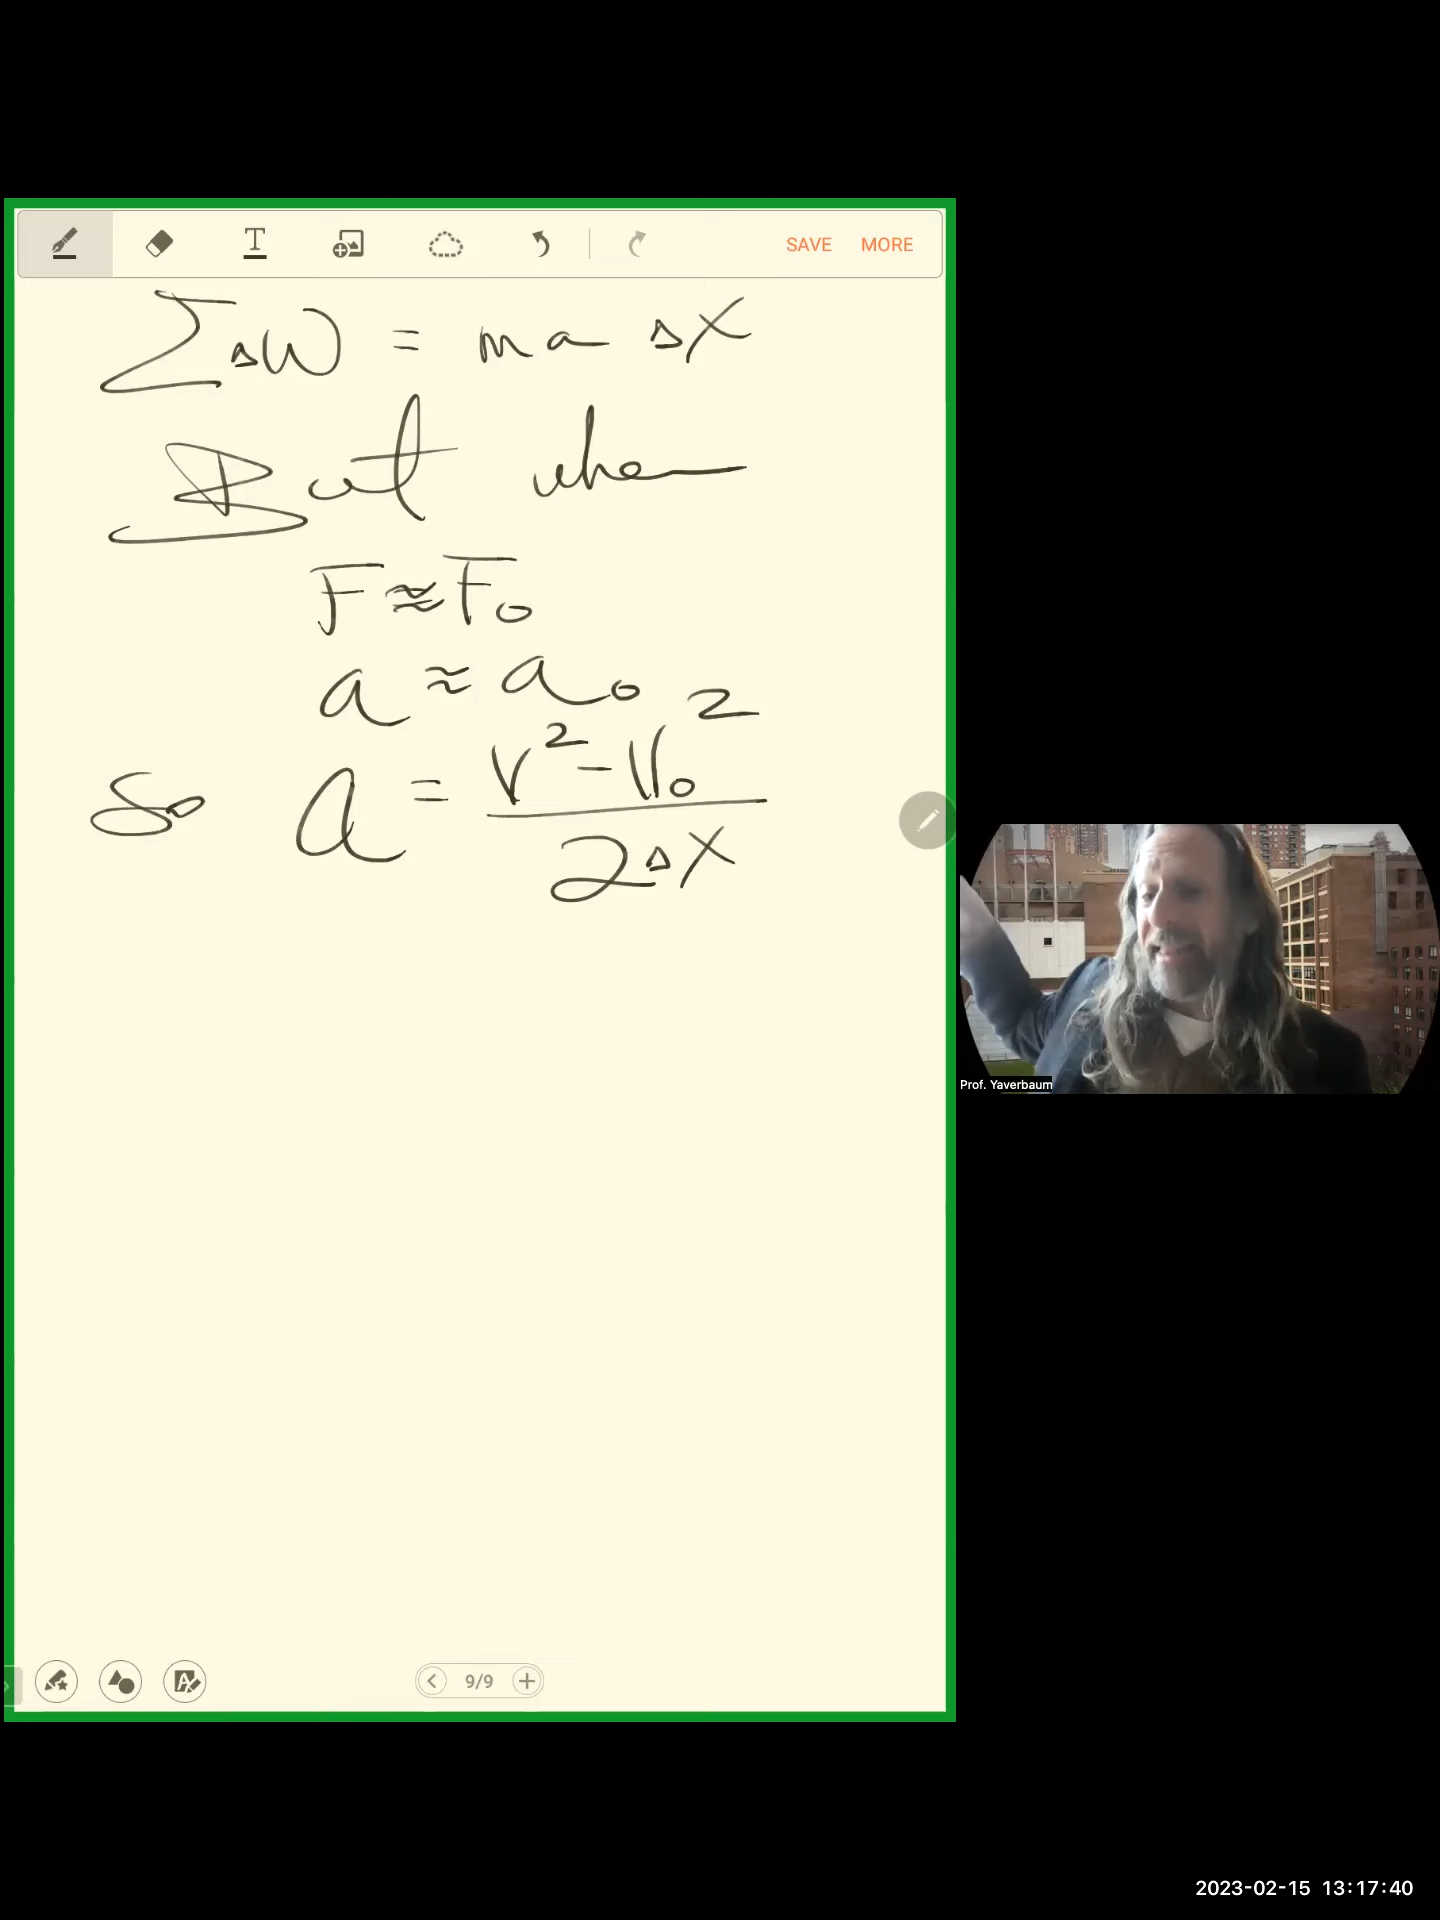 T SAVE MORE
ΣΔW = ma Δx
But when
F ≈ F₀
a ≈ a₀
so a = (v² - v₀²) / 2Δx
Prof. Yaverbaum
A
9/9
2023-02-15 13:17:40